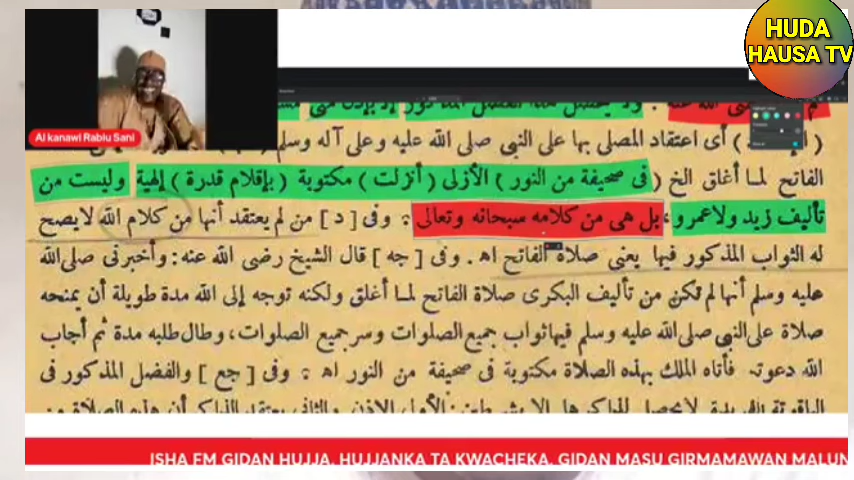 HUDA
HAUSA TV
Al kanawi Rabiu Sani
أى اعتقاد المصلى بها على النبى صلى الله عليه وعلى آله وسلم
الفاتح لما أغلق الخ ( فى صحيفة من النور ) الأزلى ( أنزلت ) مكتوبة ( بإقلام قدرة ) إلهية وليست من
تأليف زيد ولاعمرو، بل هى من كلامه سبحانه وتعالى ؛ وفى [ د ] من لم يعتقد أنها من كلام الله لايصح
له الثواب المذكور فيها يعنى صلاة الفاتح اهـ . وفى [ جه ] قال الشيخ رضى الله عنه : وأخبرنى صلى الله
عليه وسلم أنها لم تكن من تأليف البكرى صلاة الفاتح لما أغلق ولكنه توجه إلى الله مدة طويلة أن يمنحه
صلاة على النبى صلى الله عليه وسلم فيها ثواب جميع الصلوات وسر جميع الصلوات ، وطال طلبه مدة ثم أجاب
الله دعوته . فأتاه الملك بهذه الصلاة مكتوبة فى صحيفة من النور اهـ ؛ وفى [ جع ] والفضل المذكور فى
ISHA FM GIDAN HUJJA, HUJJANKA TA KWACHEKA, GIDAN MASU GIRMAMAWAN MALUN